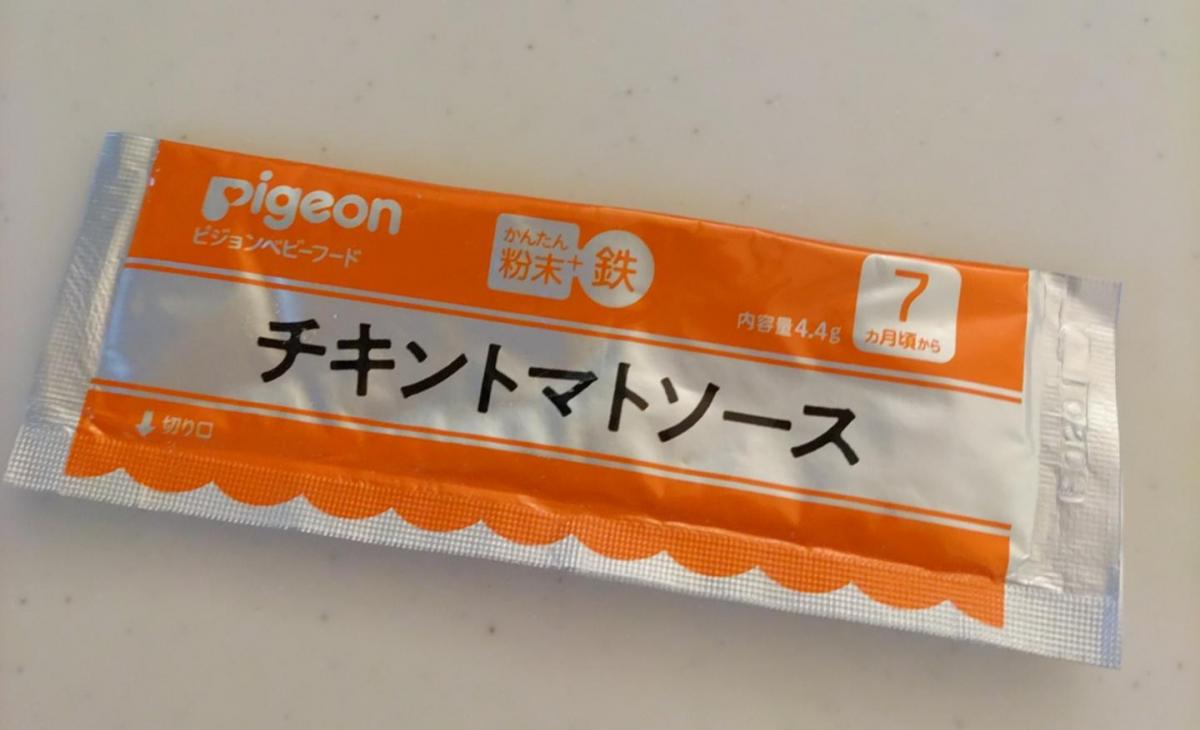 pigeon
ピジョンベビーフード
かんたん
粉末+鉄
内容量4.4g
7
カ月頃から
チキントマトソース
切り口